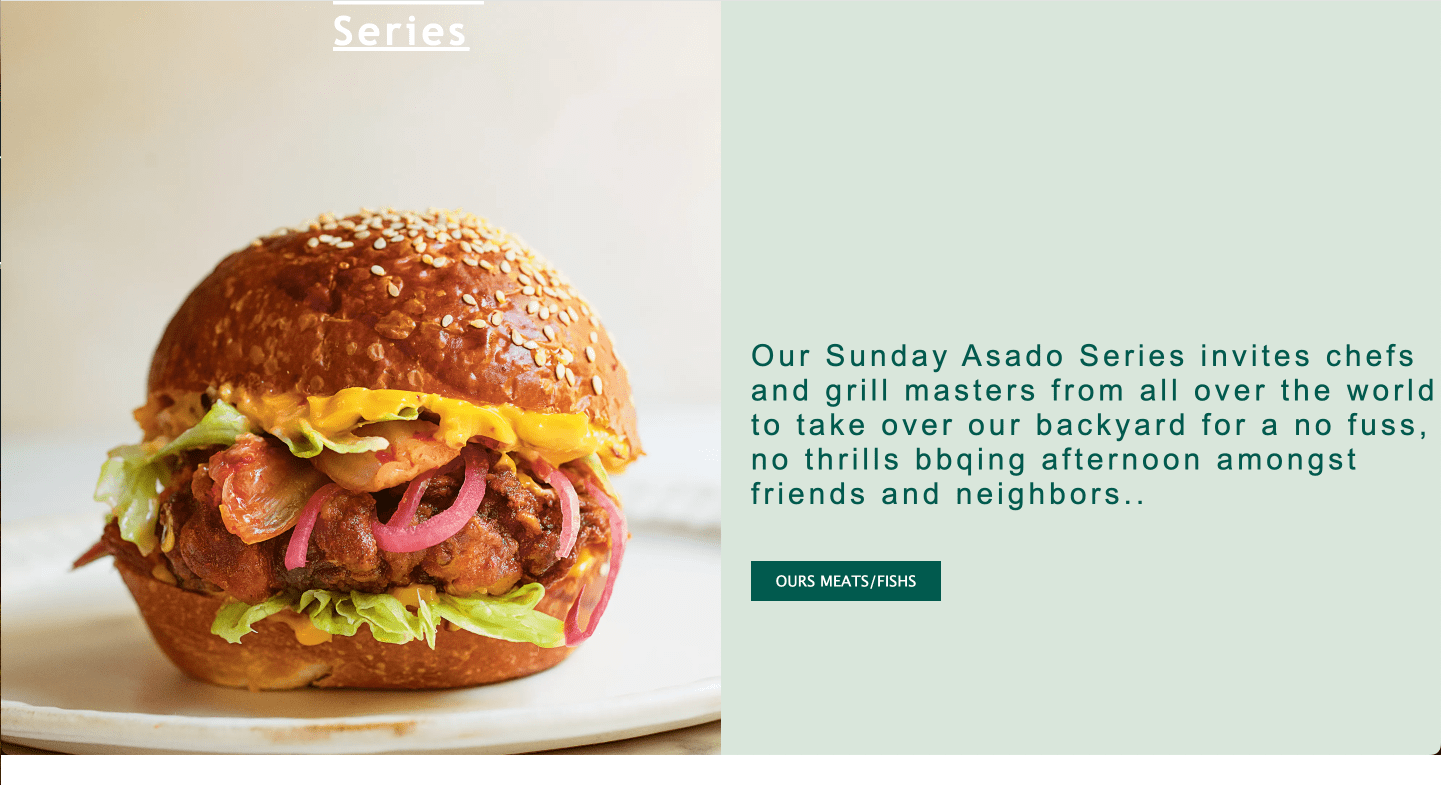 Series
Our Sunday Asado Series invites chefs
and grill masters from all over the world
to take over our backyard for a no fuss,
no thrills bbqing afternoon amongst
friends and neighbors..
OURS MEATS/FISHS